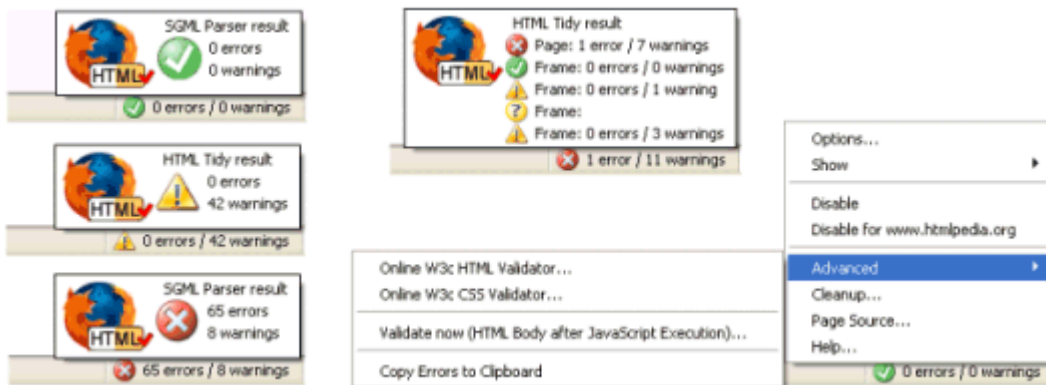 SGML Parser result
0 errors
0 warnings
HTML
0 errors / 0 warnings
HTML Tidy result
0 errors
42 warnings
HTML
0 errors / 42 warnings
SGML Parser result
65 errors
8 warnings
HTML
65 errors / 8 warnings
HTML Tidy result
Page: 1 error / 7 warnings
HTML
Frame: 0 errors / 0 warnings
Frame: 0 errors / 1 warning
Frame:
Frame: 0 errors / 3 warnings
1 error / 11 warnings
Online W3c HTML Validator...
Online W3c CSS Validator...
Validate now (HTML Body after JavaScript Execution)...
Copy Errors to Clipboard
Options...
Show
Disable
Disable for www.htmlpedia.org
Advanced
Cleanup...
Page Source...
Help...
0 errors / 0 warnings